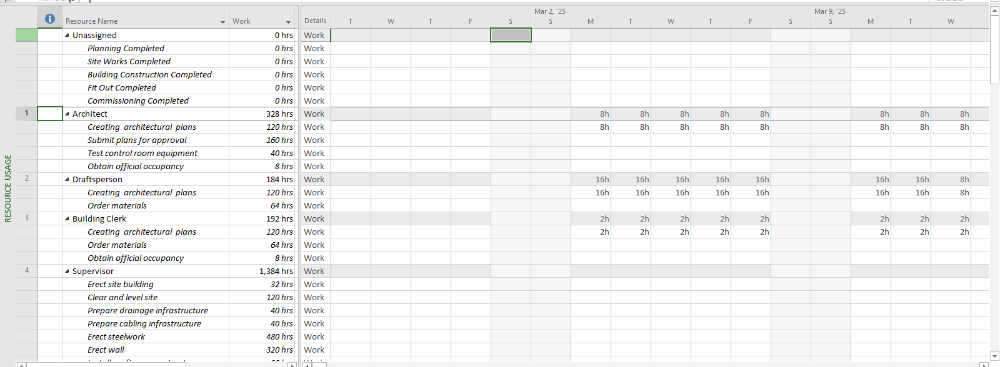 Mar 2, '25 Mar 9, '25
Resource Name Work Details T W T F S S M T W T F S S M T W
Unassigned 0 hrs Work
Planning Completed 0 hrs Work
Site Works Completed 0 hrs Work
Building Construction Completed 0 hrs Work
Fit Out Completed 0 hrs Work
Commissioning Completed 0 hrs Work
1 Architect 328 hrs Work 8h 8h 8h 8h 8h 8h 8h 8h
Creating architectural plans 120 hrs Work 8h 8h 8h 8h 8h 8h 8h 8h
Submit plans for approval 160 hrs Work
Test control room equipment 40 hrs Work
Obtain official occupancy 8 hrs Work
2 Draftsperson 184 hrs Work 16h 16h 16h 16h 16h 16h 16h 8h
Creating architectural plans 120 hrs Work 16h 16h 16h 16h 16h 16h 16h 8h
Order materials 64 hrs Work
3 Building Clerk 192 hrs Work 2h 2h 2h 2h 2h 2h 2h 2h
Creating architectural plans 120 hrs Work 2h 2h 2h 2h 2h 2h 2h 2h
Order materials 64 hrs Work
Obtain official occupancy 8 hrs Work
4 Supervisor 1,384 hrs Work
Erect site building 32 hrs Work
Clear and level site 120 hrs Work
Prepare drainage infrastructure 40 hrs Work
Prepare cabling infrastructure 40 hrs Work
Erect steelwork 480 hrs Work
Erect wall 320 hrs Work
RESOURCE USAGE